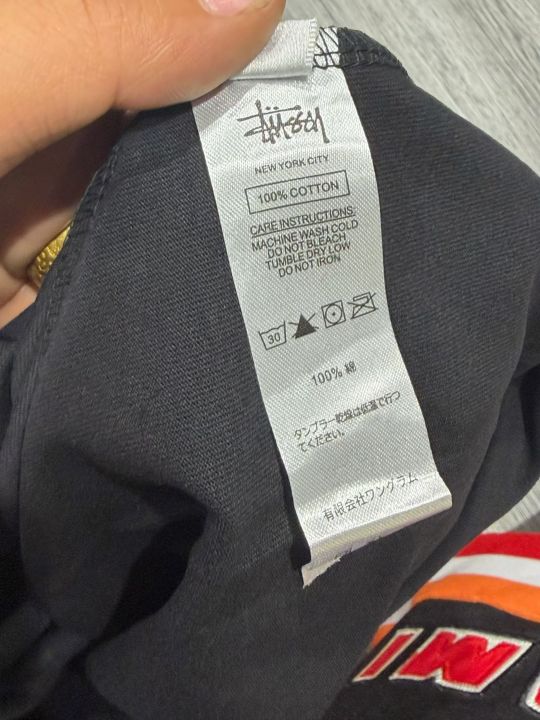 Stüssy
NEW YORK CITY
100% COTTON
CARE INSTRUCTIONS:
MACHINE WASH COLD
DO NOT BLEACH
TUMBLE DRY LOW
DO NOT IRON
30
100% 綿
タンブラー乾燥は低温で行っ
てください。
有限会社ワングラム
IWM